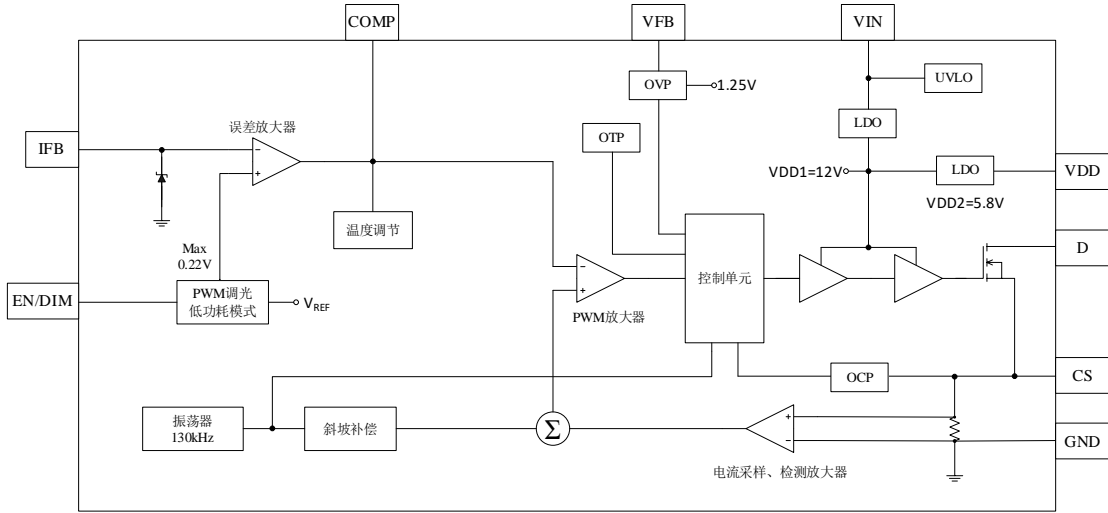 COMP
VFB
VIN
OVP
1.25V
UVLO
IFB
误差放大器
OTP
LDO
VDD1=12V
LDO
VDD
VDD2=5.8V
温度调节
Max
0.22V
控制单元
D
EN/DIM
PWM调光
低功耗模式
VREF
PWM放大器
OCP
CS
振荡器
130kHz
斜坡补偿
Σ
GND
电流采样、检测放大器